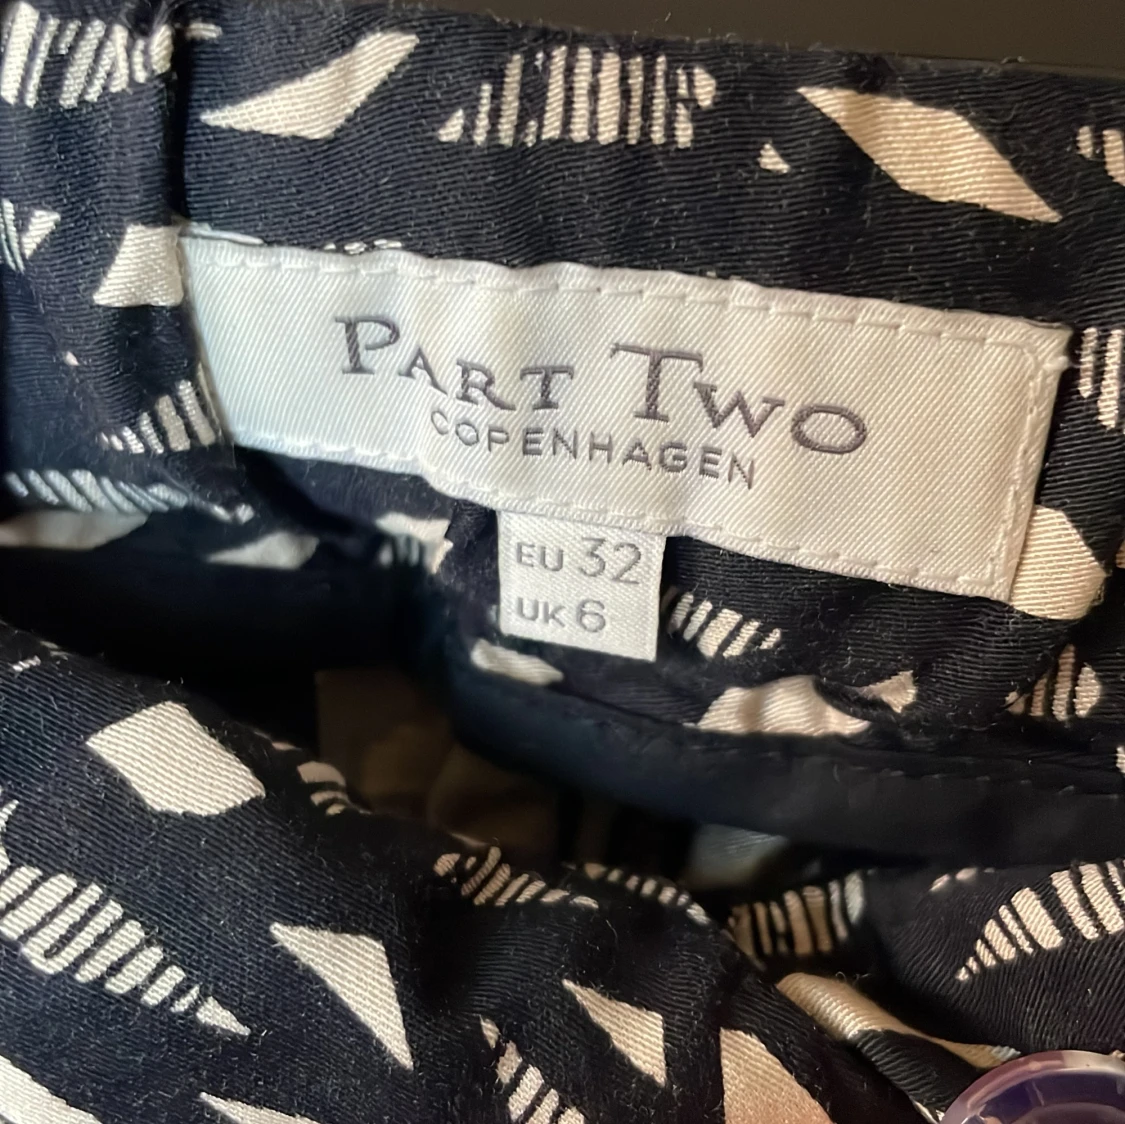 PART TWO
COPENHAGEN
EU 32
UK 6